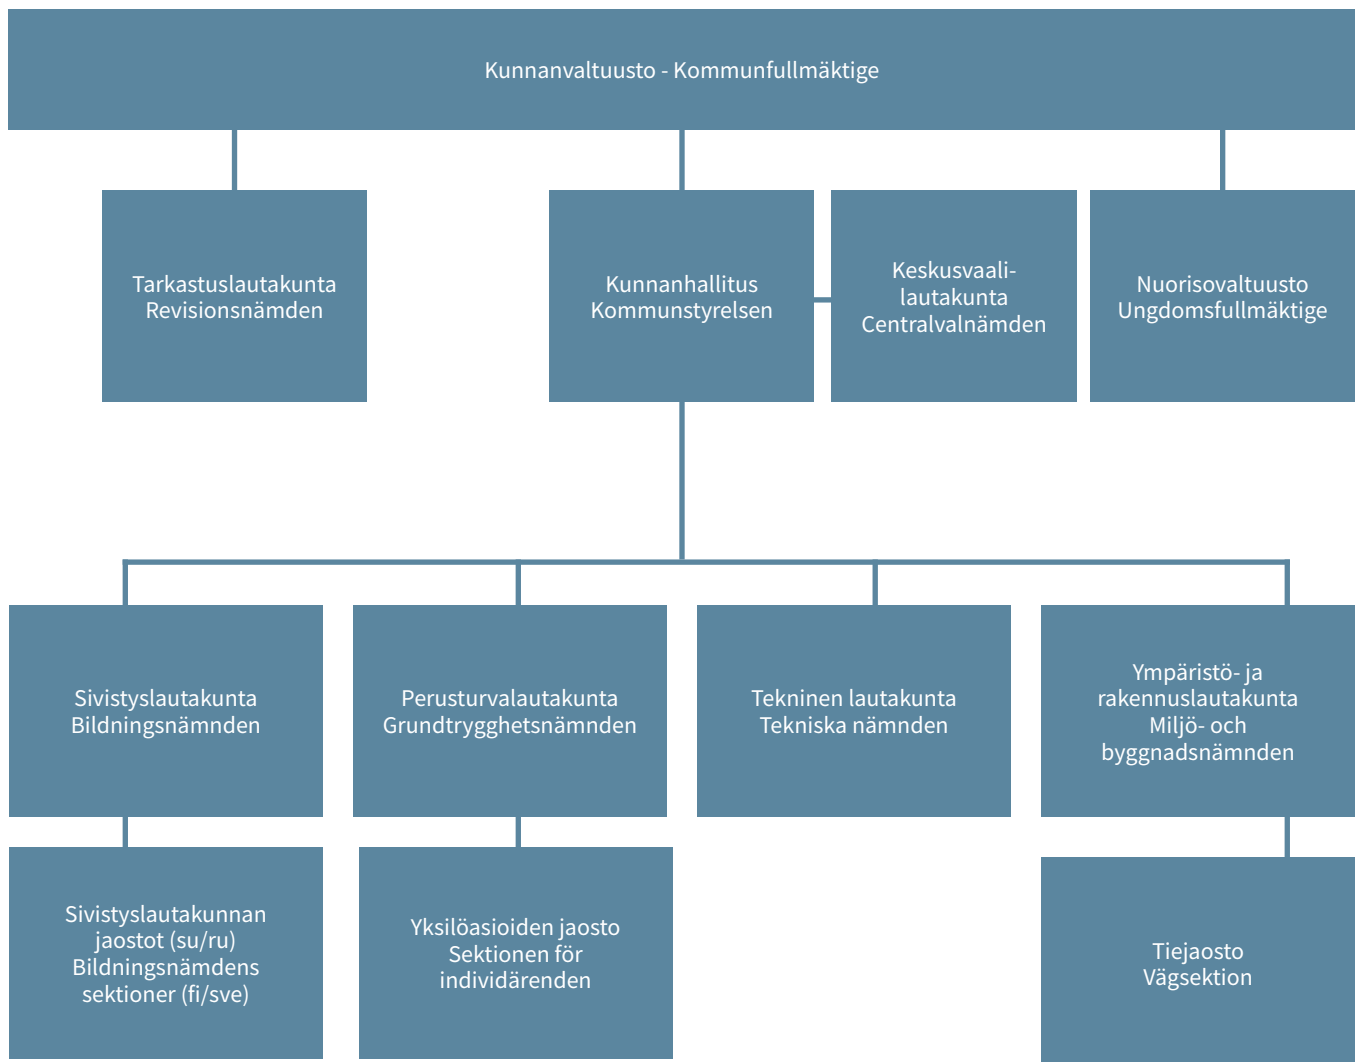 Kunnanvaltuusto - Kommunfullmäktige
Tarkastuslautakunta
Revisionsnämden
Kunnanhallitus
Kommunstyrelsen
Keskusvaali-
lautakunta
Centralvalnämden
Nuorisovaltuusto
Ungdomsfullmäktige
Sivistyslautakunta
Bildningsnämnden
Perusturvalautakunta
Grundtrygghetsnämnden
Tekninen lautakunta
Tekniska nämnden
Ympäristö- ja
rakennuslautakunta
Miljö- och
byggnadsnämnden
Sivistyslautakunnan
jaostot (su/ru)
Bildningsnämdens
sektioner (fi/sve)
Yksilöasioiden jaosto
Sektionen för
individärenden
Tiejaosto
Vägsektion